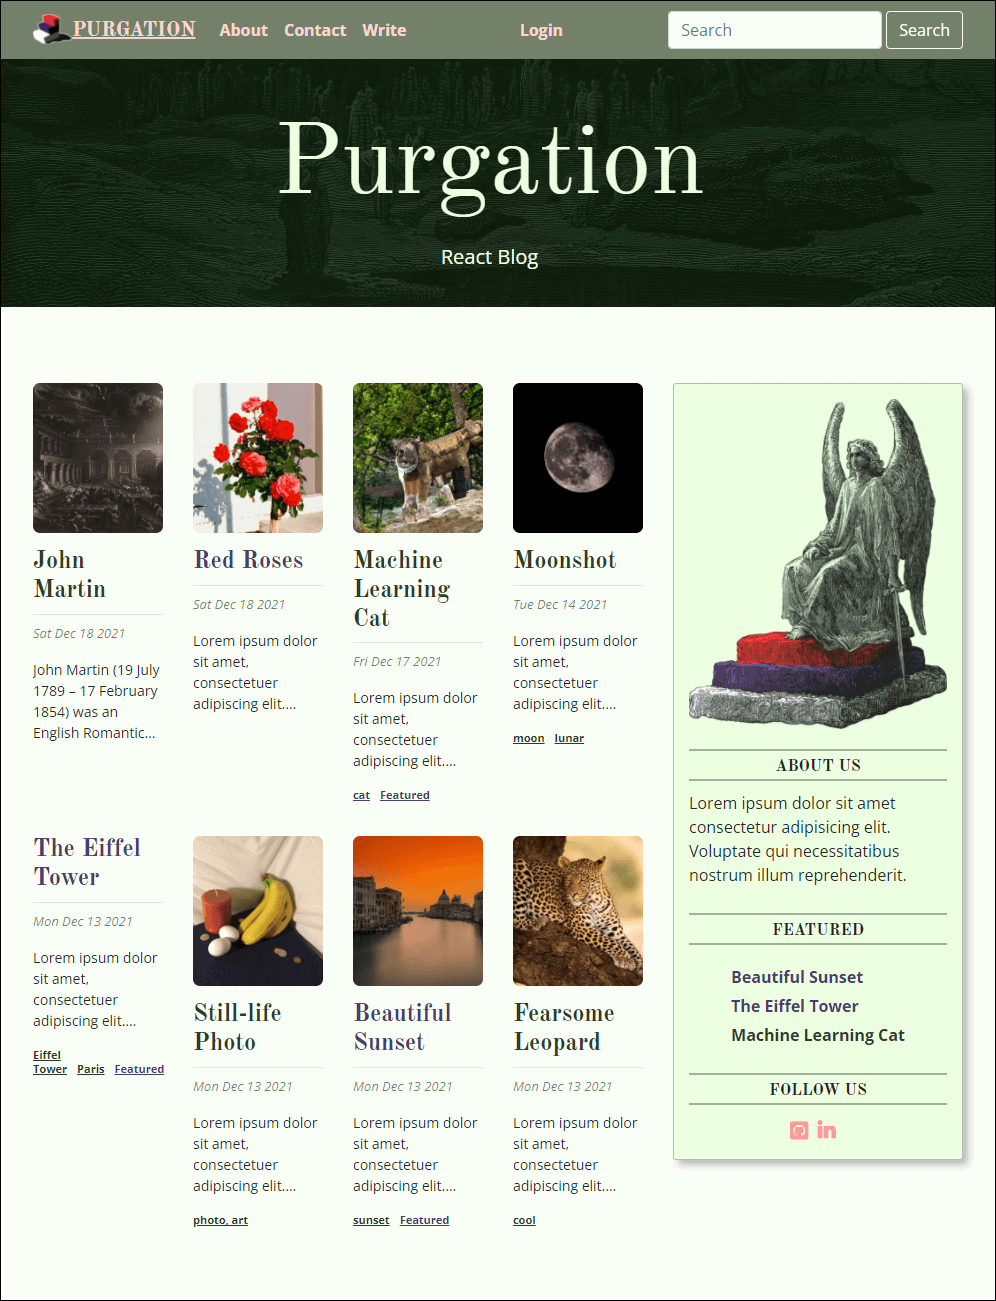 PURGATION About Contact Write Login Search Search
Purgation
React Blog
John
Martin
Sat Dec 18 2021
John Martin (19 July
1789 – 17 February
1854) was an
English Romantic...
Red Roses
Sat Dec 18 2021
Lorem ipsum dolor
sit amet,
consectetuer
adipiscing elit....
Machine
Learning
Cat
Fri Dec 17 2021
Lorem ipsum dolor
sit amet,
consectetuer
adipiscing elit....
cat Featured
Moonshot
Tue Dec 14 2021
Lorem ipsum dolor
sit amet,
consectetuer
adipiscing elit....
moon lunar
The Eiffel
Tower
Mon Dec 13 2021
Lorem ipsum dolor
sit amet,
consectetuer
adipiscing elit....
Eiffel
Tower Paris Featured
Still-life
Photo
Mon Dec 13 2021
Lorem ipsum dolor
sit amet,
consectetuer
adipiscing elit....
photo, art
Beautiful
Sunset
Mon Dec 13 2021
Lorem ipsum dolor
sit amet,
consectetuer
adipiscing elit....
sunset Featured
Fearsome
Leopard
Mon Dec 13 2021
Lorem ipsum dolor
sit amet,
consectetuer
adipiscing elit....
cool
ABOUT US
Lorem ipsum dolor sit amet
consectetur adipisicing elit.
Voluptate qui necessitatibus
nostrum illum reprehenderit.
FEATURED
Beautiful Sunset
The Eiffel Tower
Machine Learning Cat
FOLLOW US
in